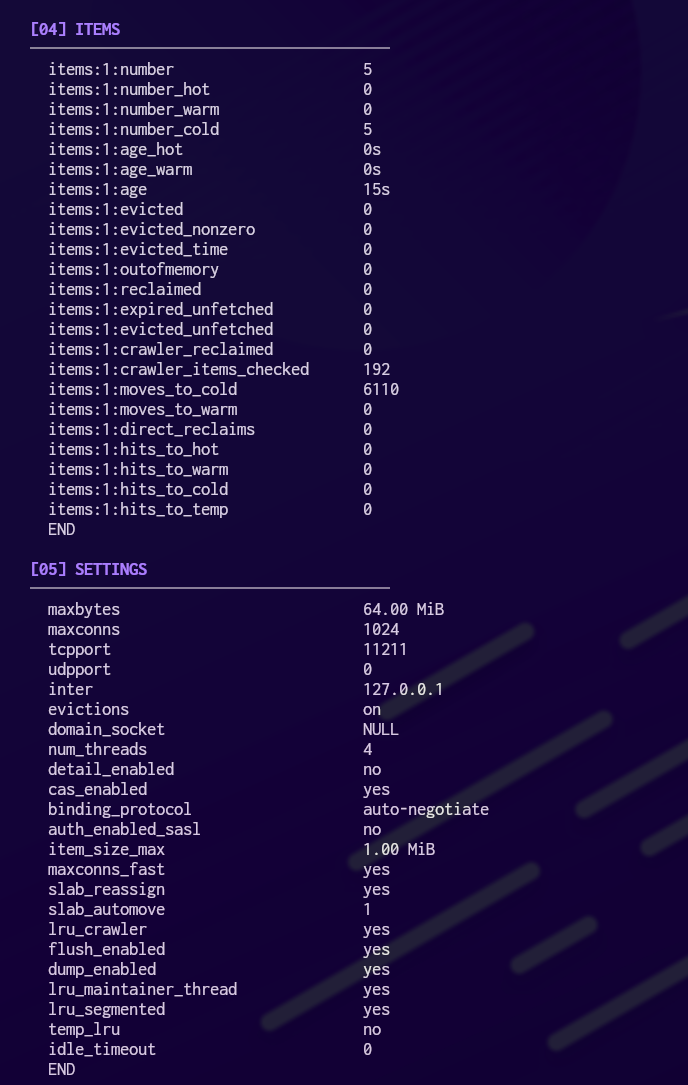 [04] ITEMS
items:1:number 5
items:1:number_hot 0
items:1:number_warm 0
items:1:number_cold 5
items:1:age_hot 0s
items:1:age_warm 0s
items:1:age 15s
items:1:evicted 0
items:1:evicted_nonzero 0
items:1:evicted_time 0
items:1:outofmemory 0
items:1:reclaimed 0
items:1:expired_unfetched 0
items:1:evicted_unfetched 0
items:1:crawler_reclaimed 0
items:1:crawler_items_checked 192
items:1:moves_to_cold 6110
items:1:moves_to_warm 0
items:1:direct_reclaims 0
items:1:hits_to_hot 0
items:1:hits_to_warm 0
items:1:hits_to_cold 0
items:1:hits_to_temp 0
END
[05] SETTINGS
maxbytes 64.00 MiB
maxconns 1024
tcpport 11211
udpport 0
inter 127.0.0.1
evictions on
domain_socket NULL
num_threads 4
detail_enabled no
cas_enabled yes
binding_protocol auto-negotiate
auth_enabled_sasl no
item_size_max 1.00 MiB
maxconns_fast yes
slab_reassign yes
slab_automove 1
lru_crawler yes
flush_enabled yes
dump_enabled yes
lru_maintainer_thread yes
lru_segmented yes
temp_lru no
idle_timeout 0
END